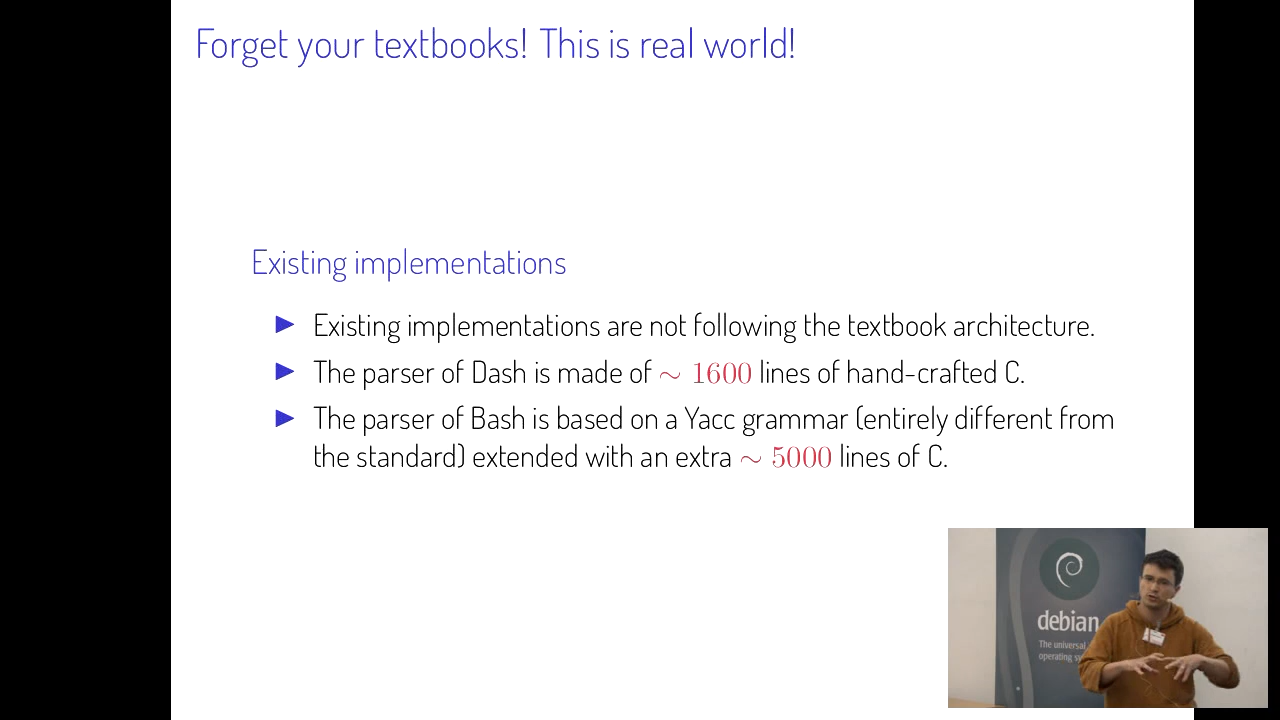 Forget your textbooks! This is real world!
Existing implementations
► Existing implementations are not following the textbook architecture.
► The parser of Dash is made of ∼ 1600 lines of hand-crafted C.
► The parser of Bash is based on a Yacc grammar (entirely different from
the standard) extended with an extra ∼ 5000 lines of C.
debian
The universal
operating sy